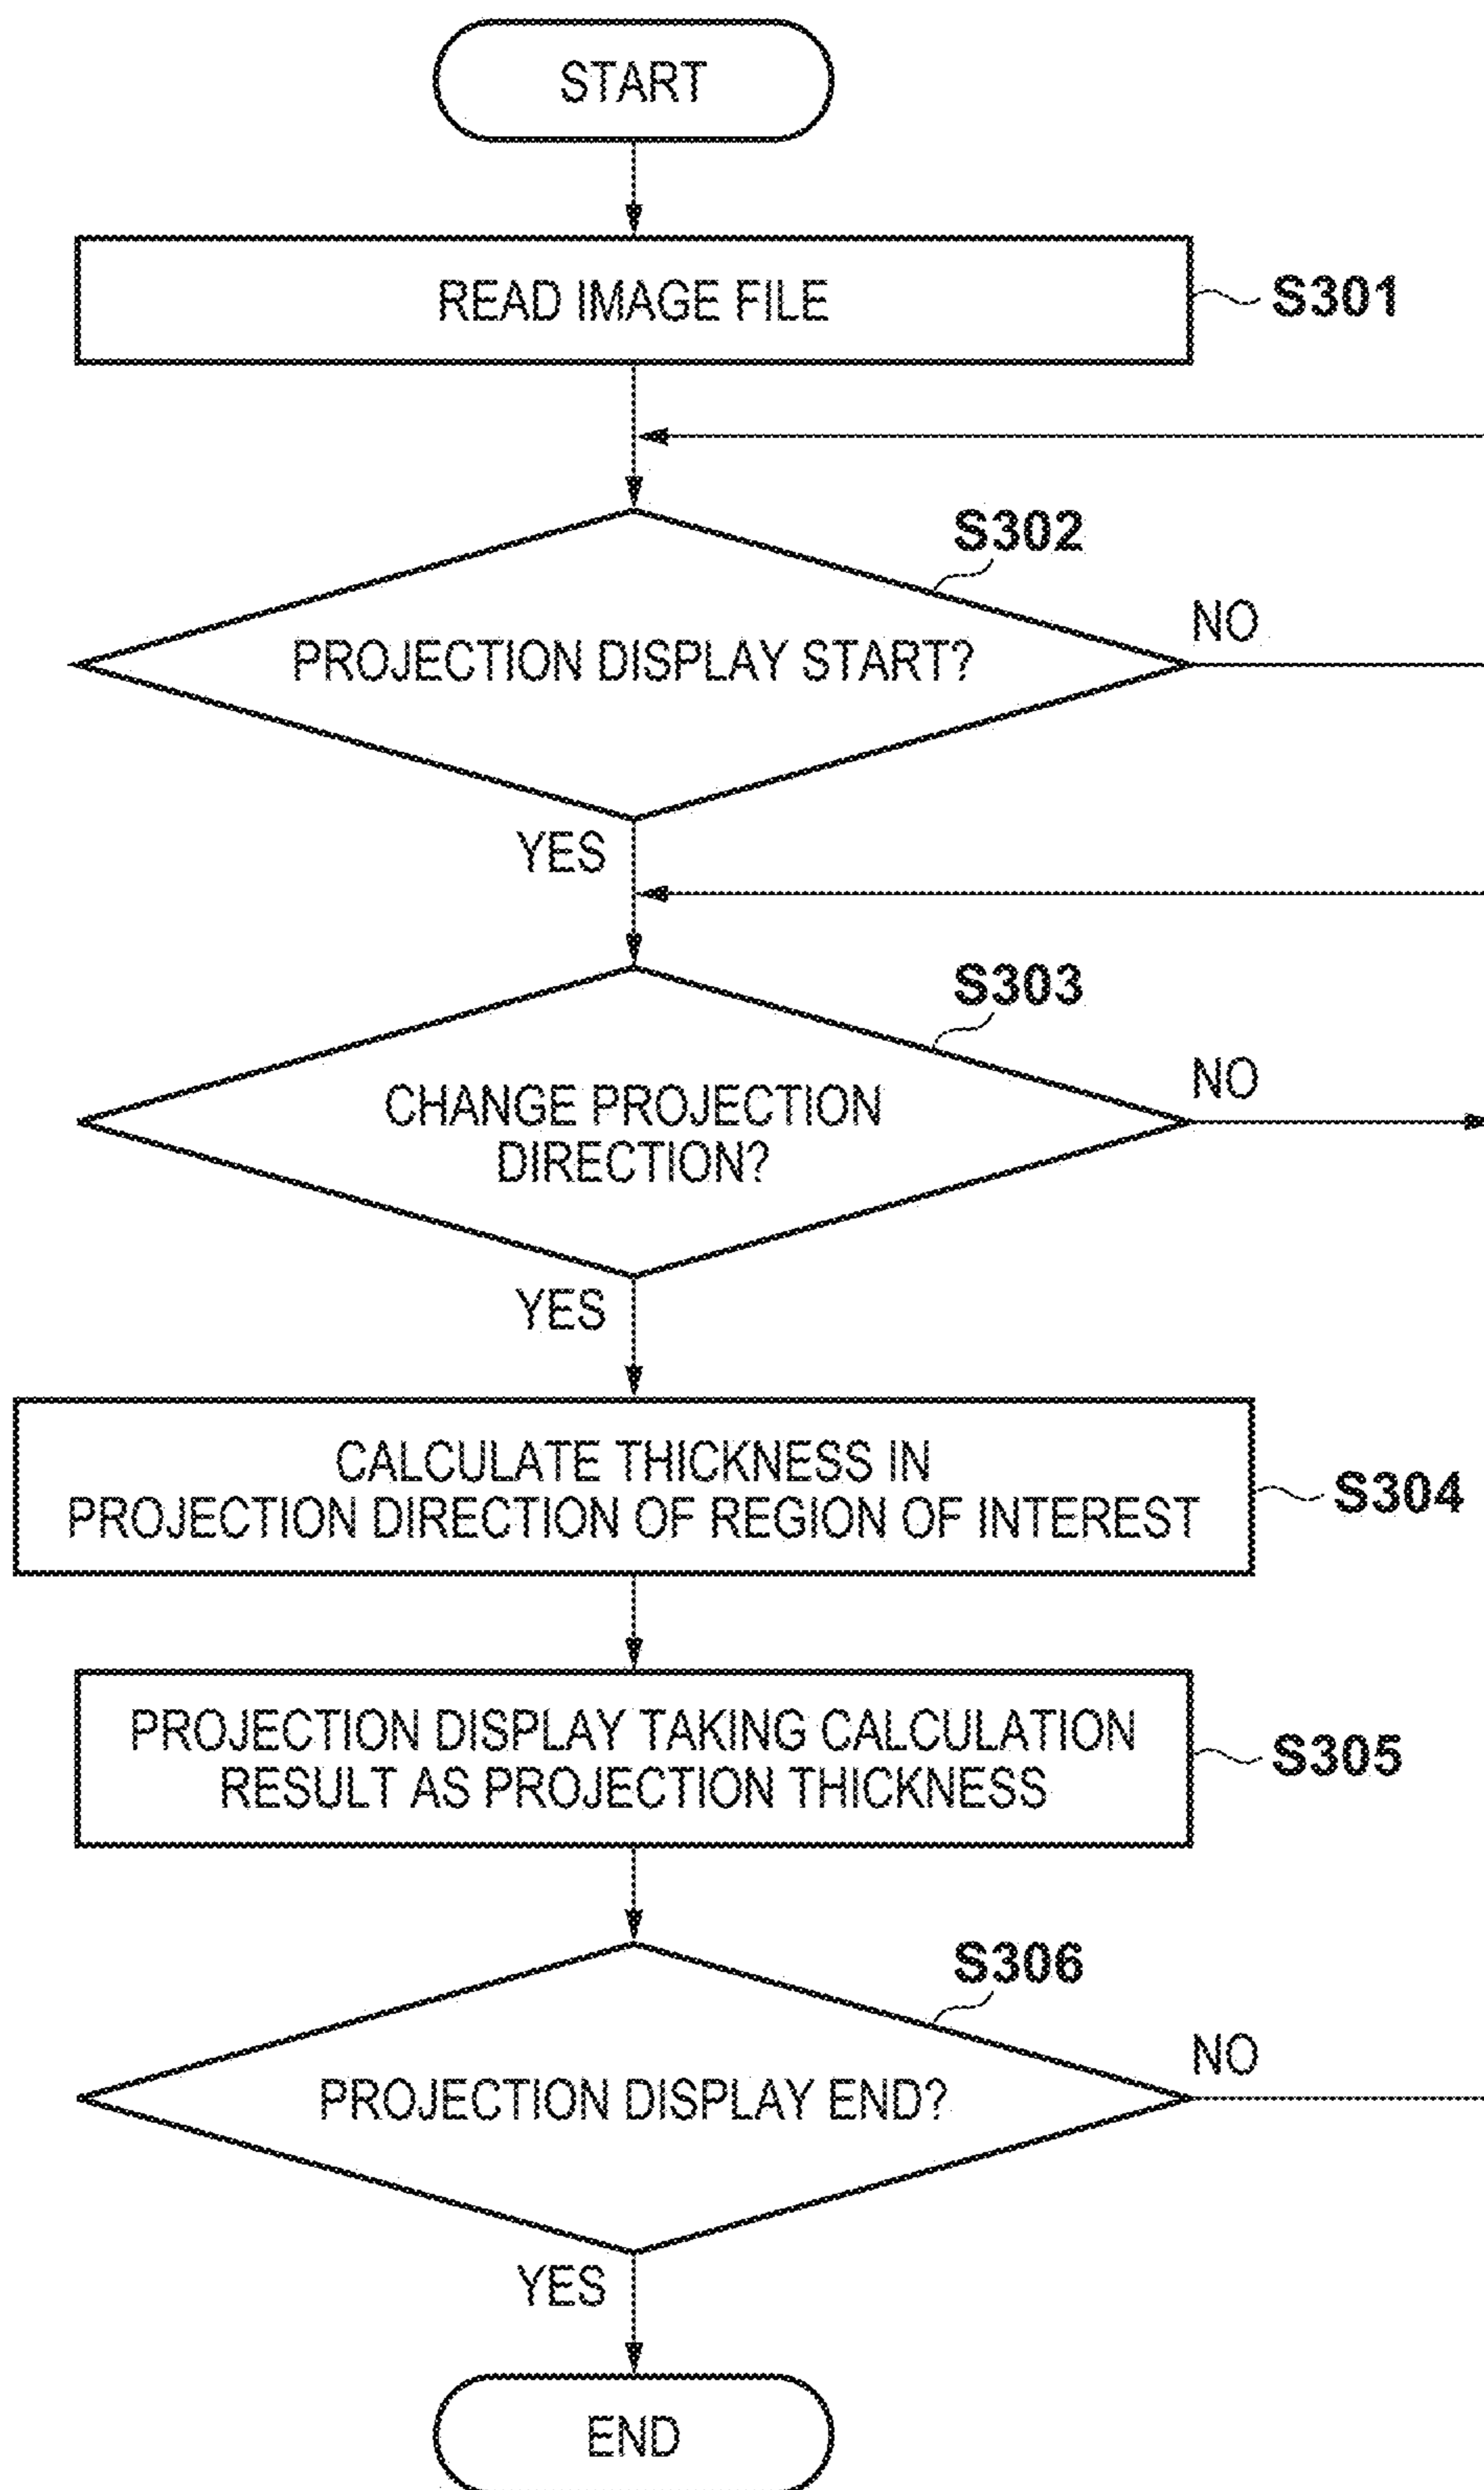 START
READ IMAGE FILE
S301
S302
PROJECTION DISPLAY START?
NO
YES
S303
CHANGE PROJECTION
DIRECTION?
NO
YES
CALCULATE THICKNESS IN
PROJECTION DIRECTION OF REGION OF INTEREST
S304
PROJECTION DISPLAY TAKING CALCULATION
RESULT AS PROJECTION THICKNESS
S305
S306
PROJECTION DISPLAY END?
NO
YES
END